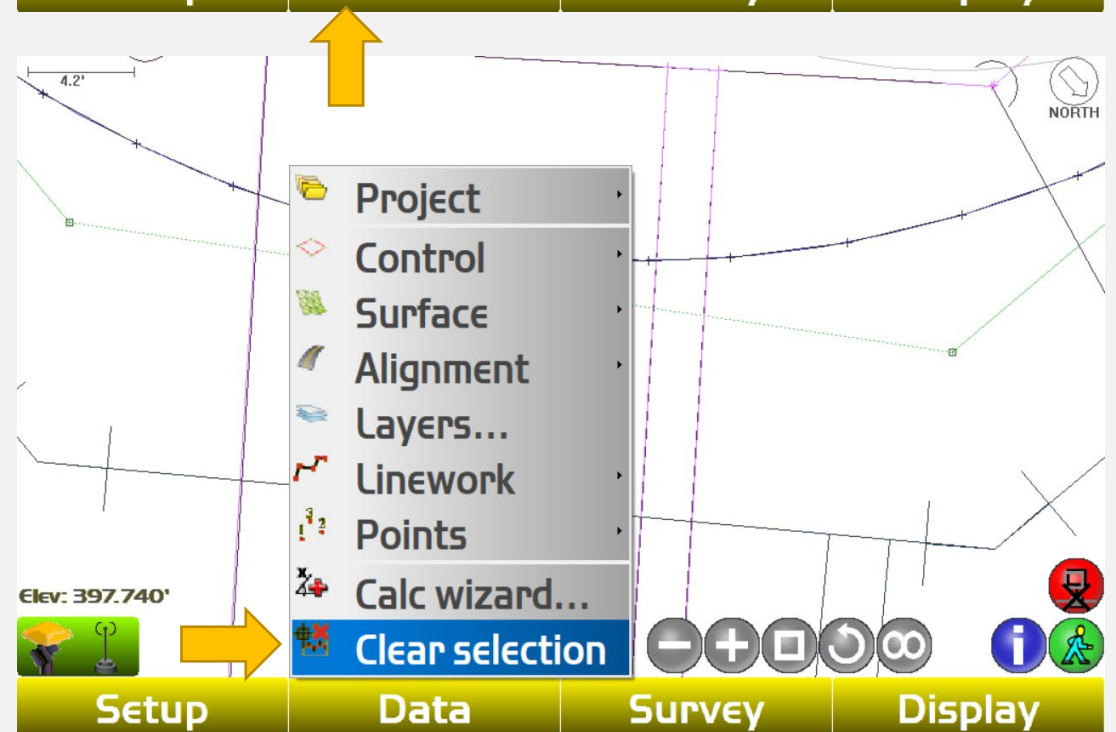 4.2'
NORTH
Project
Control
Surface
Alignment
Layers...
Linework
Points
Calc wizard...
Elev: 397.740'
Clear selection
Setup Data Survey Display